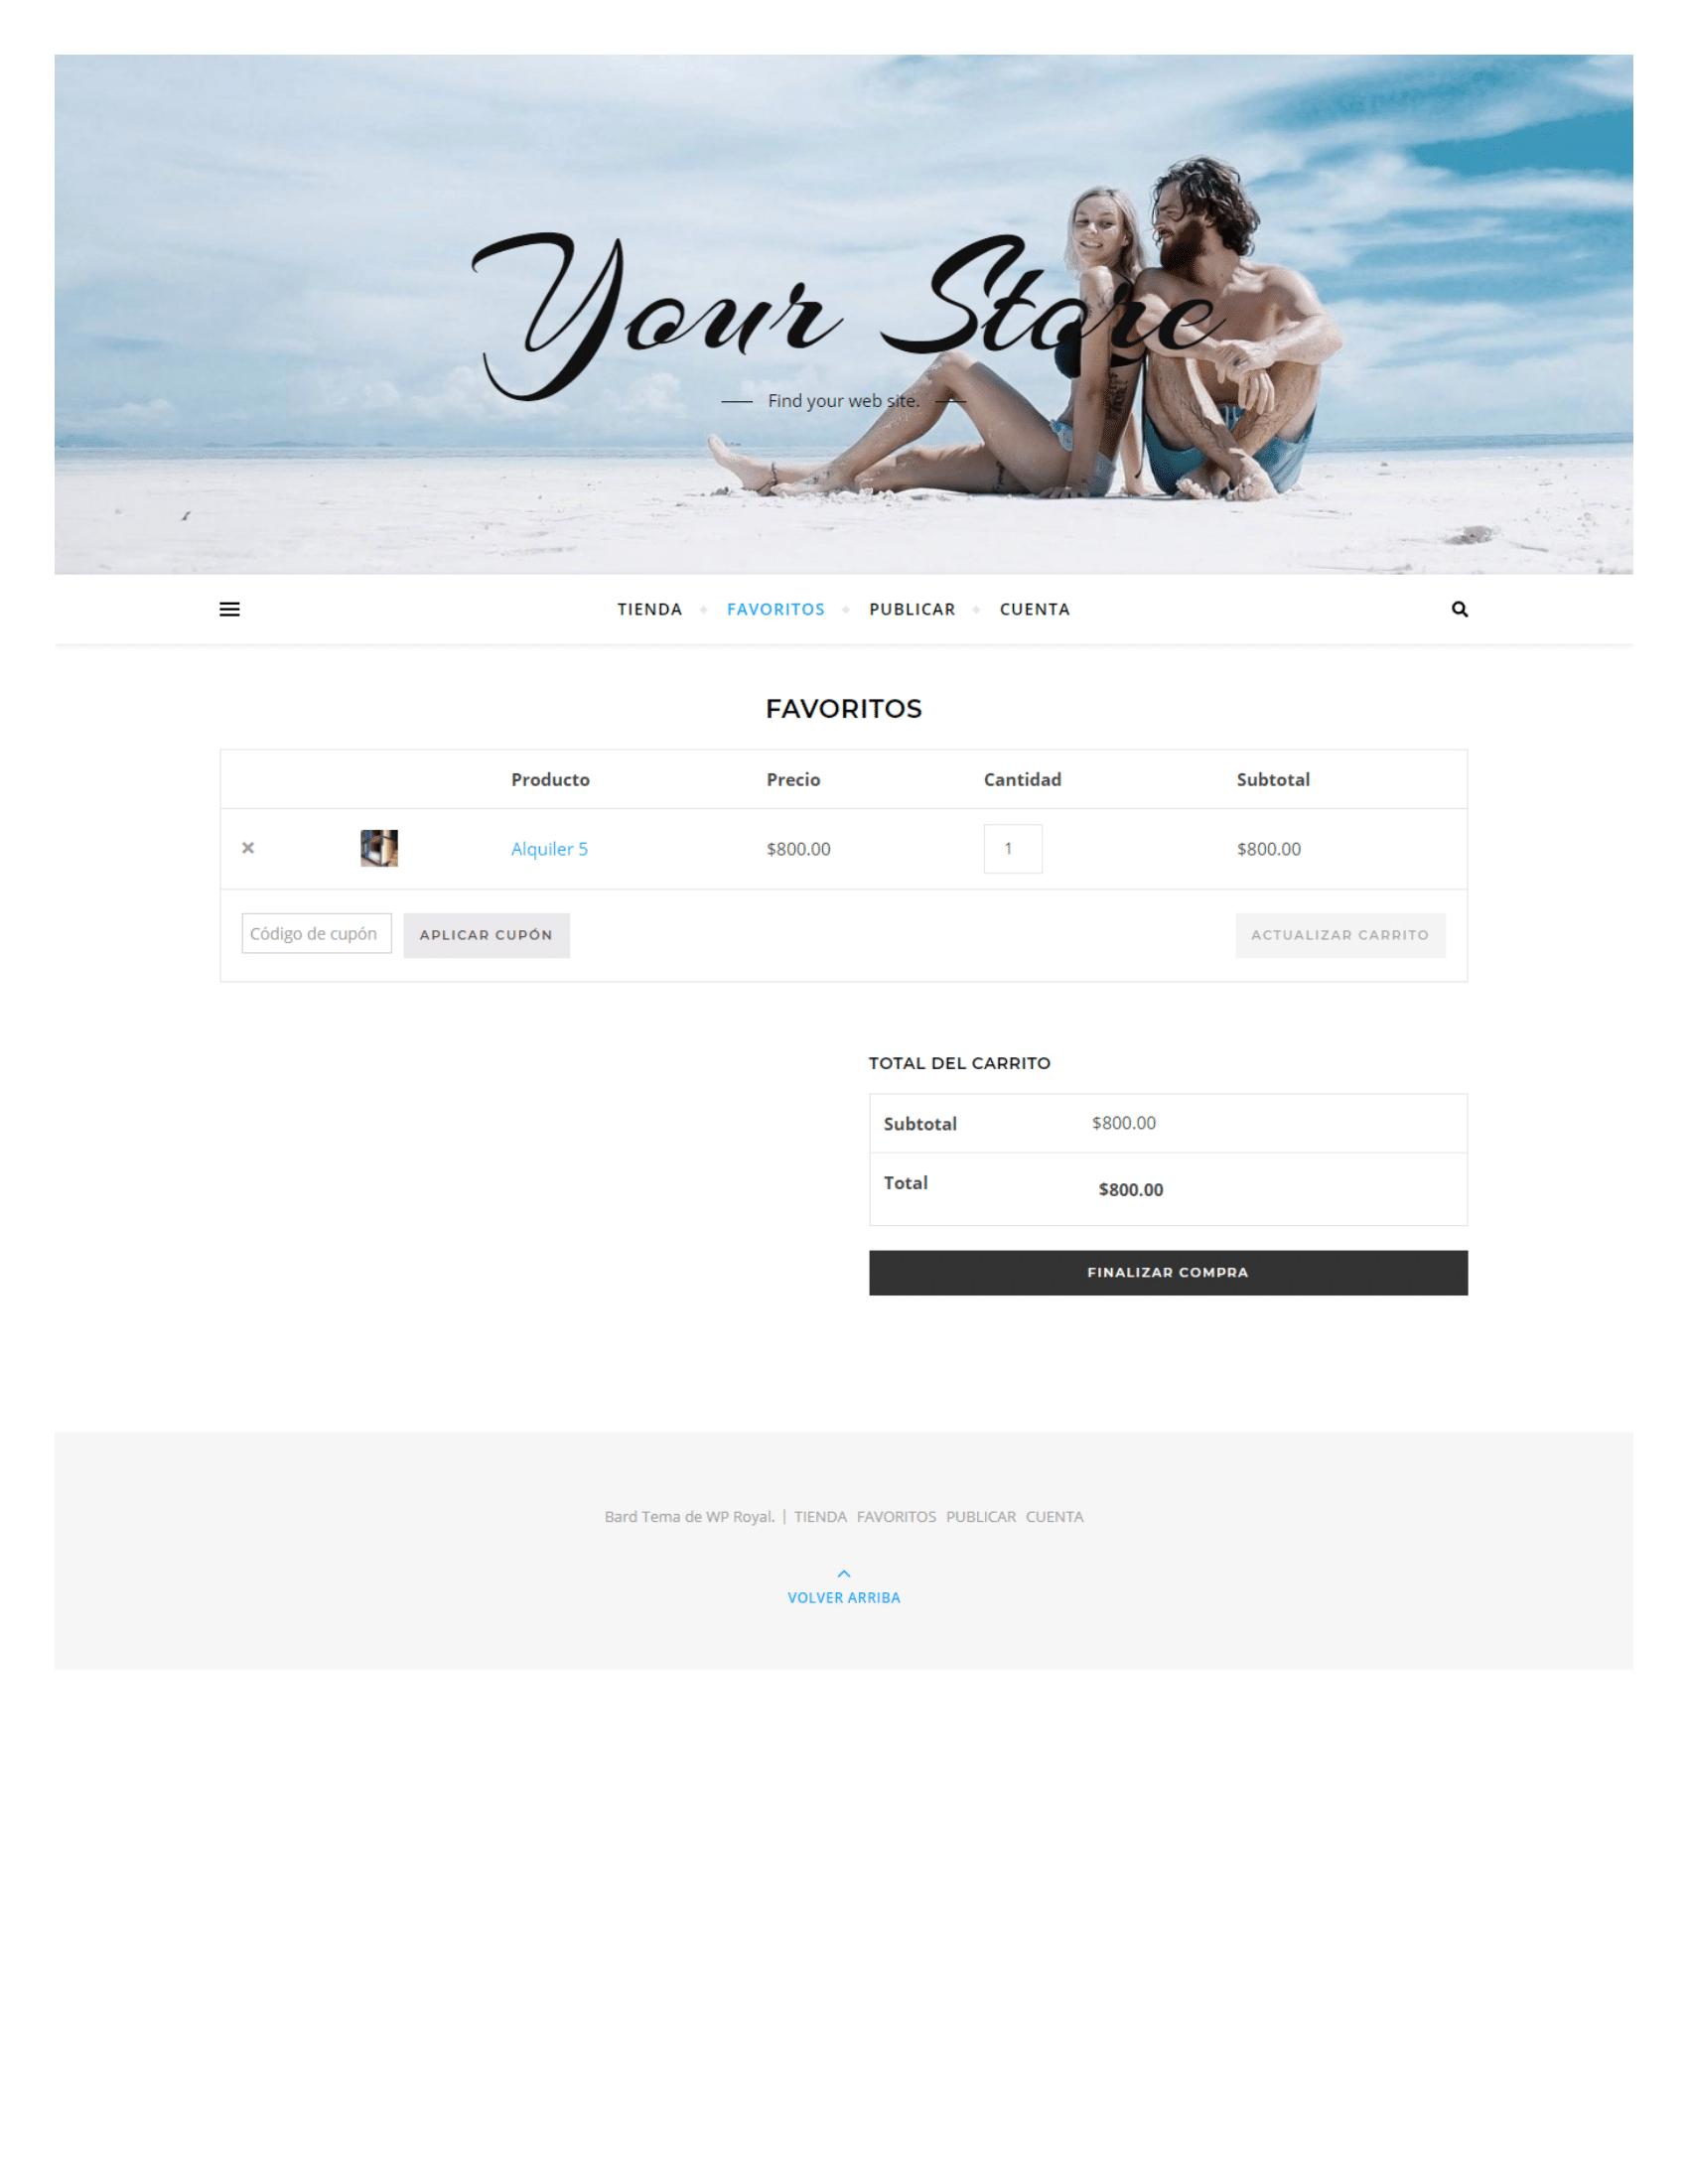 Your Store
Find your web site.
TIENDA FAVORITOS PUBLICAR CUENTA
FAVORITOS
Producto Precio Cantidad Subtotal
Alquiler 5 $800.00 1 $800.00
Código de cupón APLICAR CUPÓN ACTUALIZAR CARRITO
TOTAL DEL CARRITO
Subtotal $800.00
Total $800.00
FINALIZAR COMPRA
Bard Tema de WP Royal. | TIENDA FAVORITOS PUBLICAR CUENTA
VOLVER ARRIBA